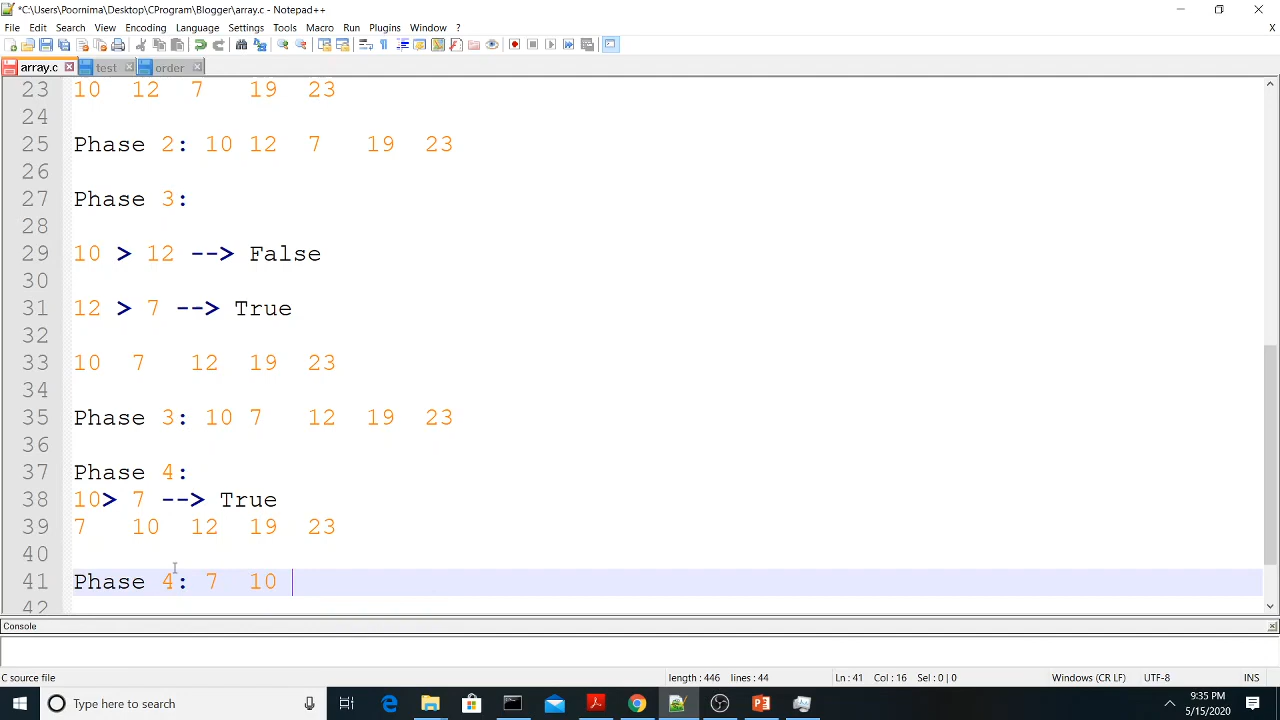 *C:\Users\Poornima\Desktop\CProgram\Blogger\array.c - Notepad++
File Edit Search View Encoding Language Settings Tools Macro Run Plugins Window ? X
array.c test order
23 10 12 7 19 23
24
25 Phase 2: 10 12 7 19 23
26
27 Phase 3:
28
29 10 > 12 --> False
30
31 12 > 7 --> True
32
33 10 7 12 19 23
34
35 Phase 3: 10 7 12 19 23
36
37 Phase 4:
38 10> 7 --> True
39 7 10 12 19 23
40
41 Phase 4: 7 10
42
Console
C source file length : 446 lines : 44 Ln : 41 Col : 16 Sel : 0 | 0 Windows (CR LF) UTF-8 INS
Type here to search 9:35 PM
5/15/2020